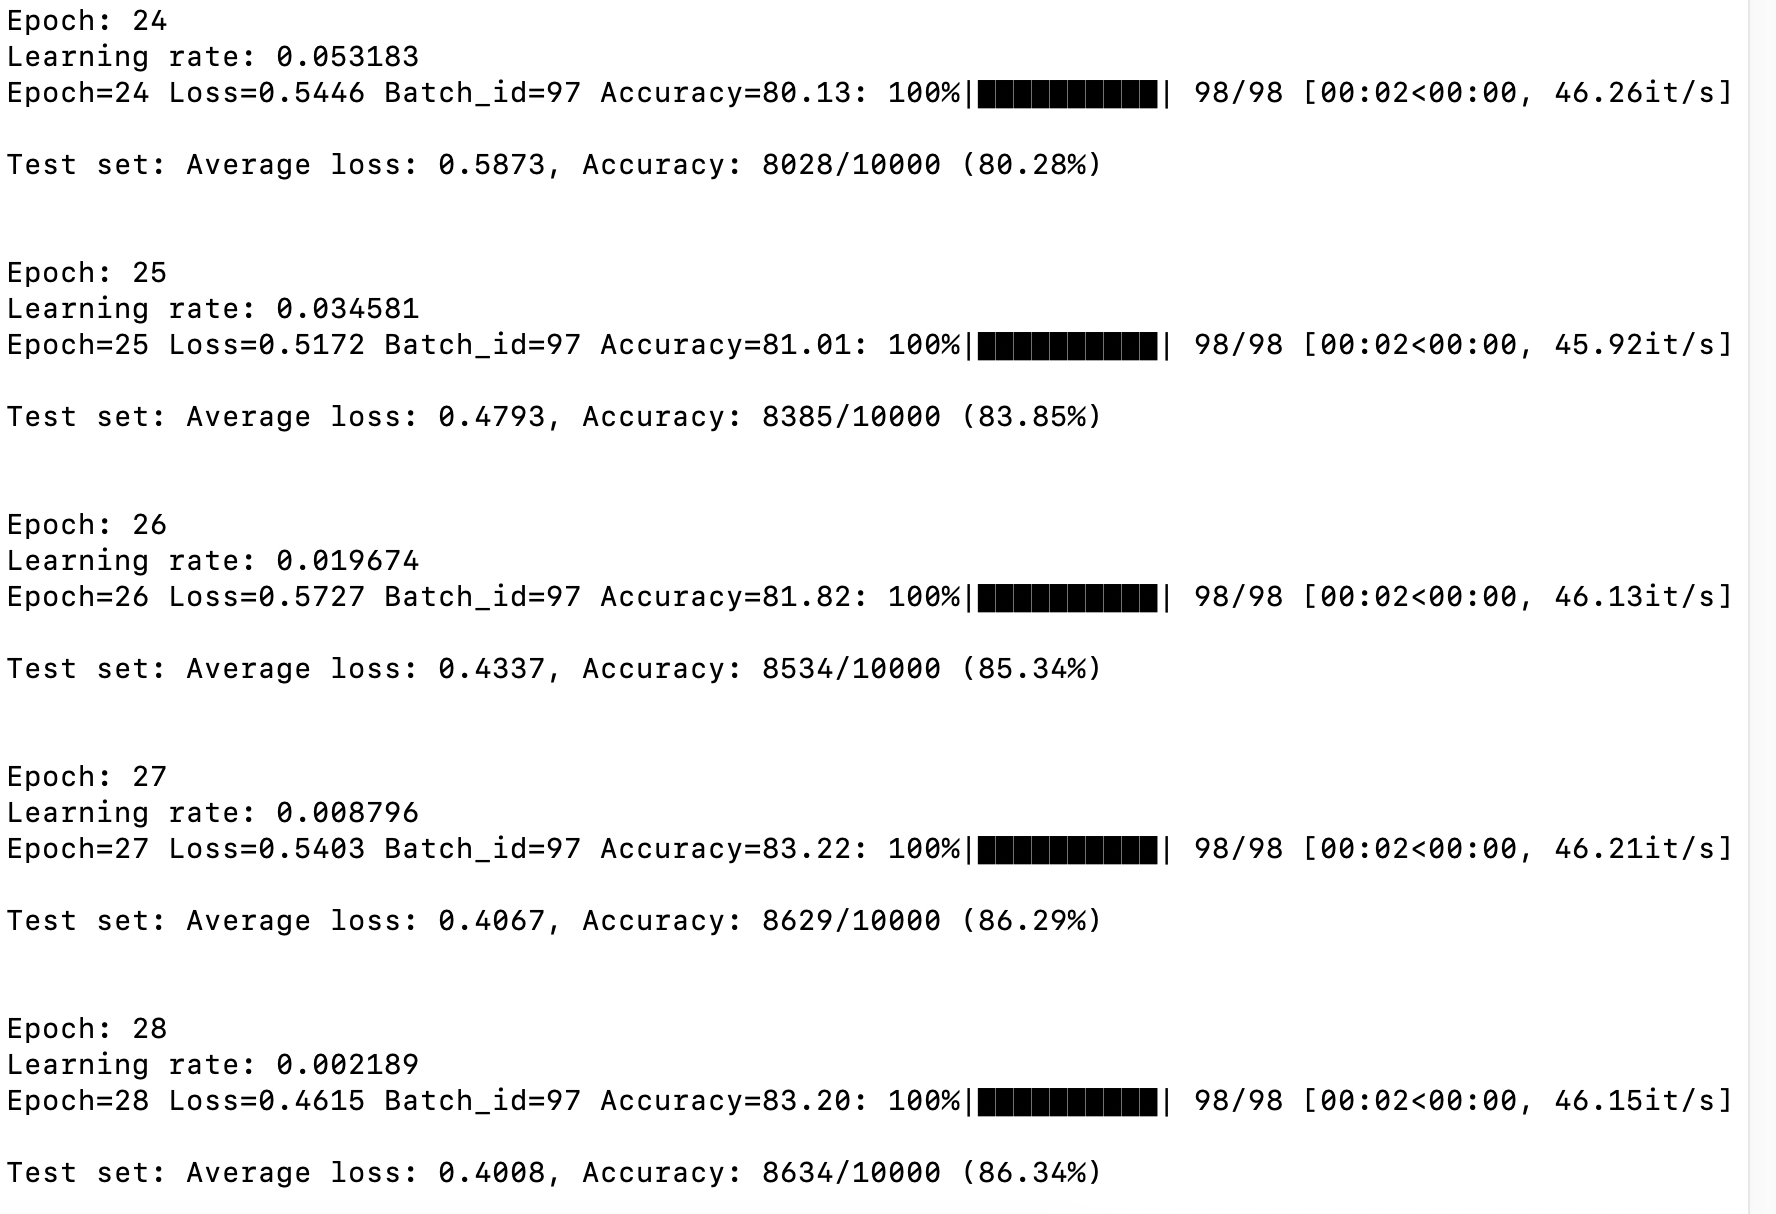 Epoch: 24
Learning rate: 0.053183
Epoch=24 Loss=0.5446 Batch_id=97 Accuracy=80.13: 100%|██████████| 98/98 [00:02<00:00, 46.26it/s]
Test set: Average loss: 0.5873, Accuracy: 8028/10000 (80.28%)
Epoch: 25
Learning rate: 0.034581
Epoch=25 Loss=0.5172 Batch_id=97 Accuracy=81.01: 100%|██████████| 98/98 [00:02<00:00, 45.92it/s]
Test set: Average loss: 0.4793, Accuracy: 8385/10000 (83.85%)
Epoch: 26
Learning rate: 0.019674
Epoch=26 Loss=0.5727 Batch_id=97 Accuracy=81.82: 100%|██████████| 98/98 [00:02<00:00, 46.13it/s]
Test set: Average loss: 0.4337, Accuracy: 8534/10000 (85.34%)
Epoch: 27
Learning rate: 0.008796
Epoch=27 Loss=0.5403 Batch_id=97 Accuracy=83.22: 100%|██████████| 98/98 [00:02<00:00, 46.21it/s]
Test set: Average loss: 0.4067, Accuracy: 8629/10000 (86.29%)
Epoch: 28
Learning rate: 0.002189
Epoch=28 Loss=0.4615 Batch_id=97 Accuracy=83.20: 100%|██████████| 98/98 [00:02<00:00, 46.15it/s]
Test set: Average loss: 0.4008, Accuracy: 8634/10000 (86.34%)